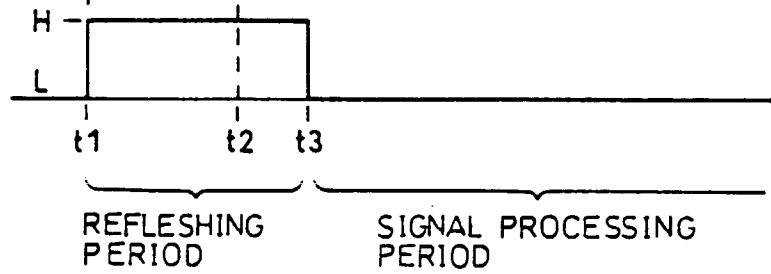 H
L
t1 t2 t3
REFLESHING SIGNAL PROCESSING
PERIOD PERIOD